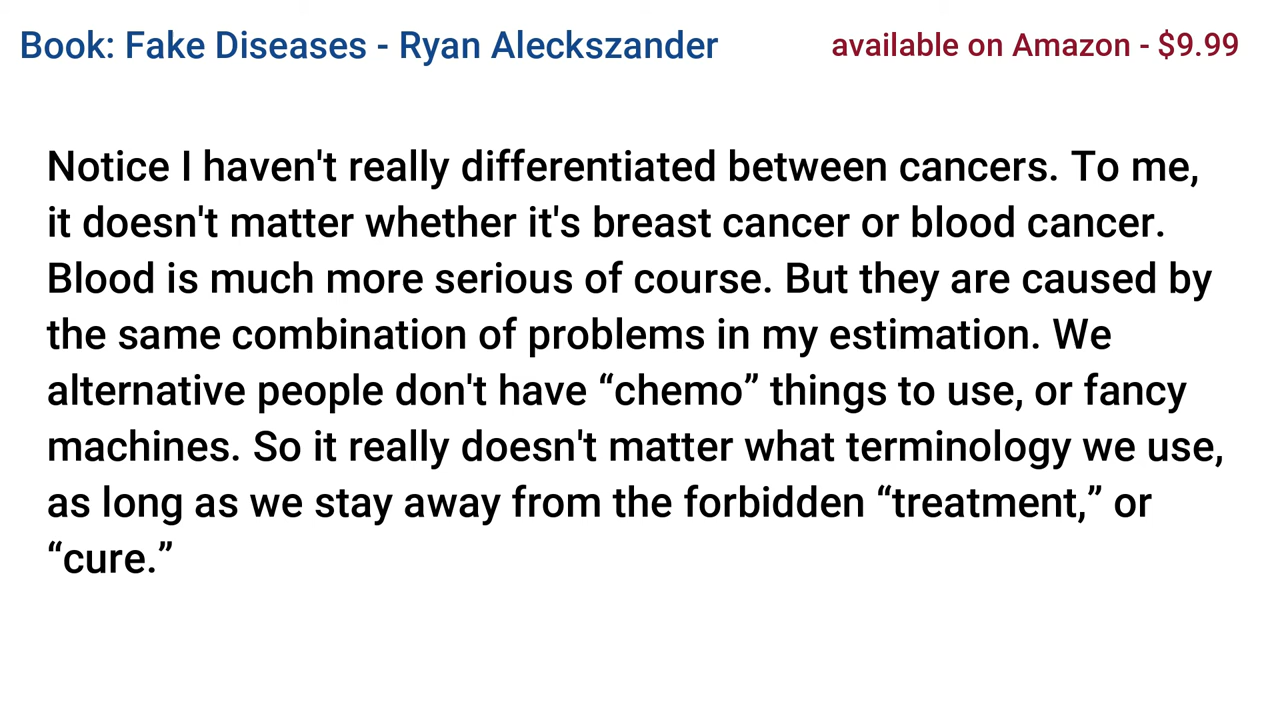 Book: Fake Diseases - Ryan Aleckszander
available on Amazon - $9.99
Notice I haven't really differentiated between cancers. To me,
it doesn't matter whether it's breast cancer or blood cancer.
Blood is much more serious of course. But they are caused by
the same combination of problems in my estimation. We
alternative people don't have “chemo” things to use, or fancy
machines. So it really doesn't matter what terminology we use,
as long as we stay away from the forbidden “treatment,” or
“cure.”